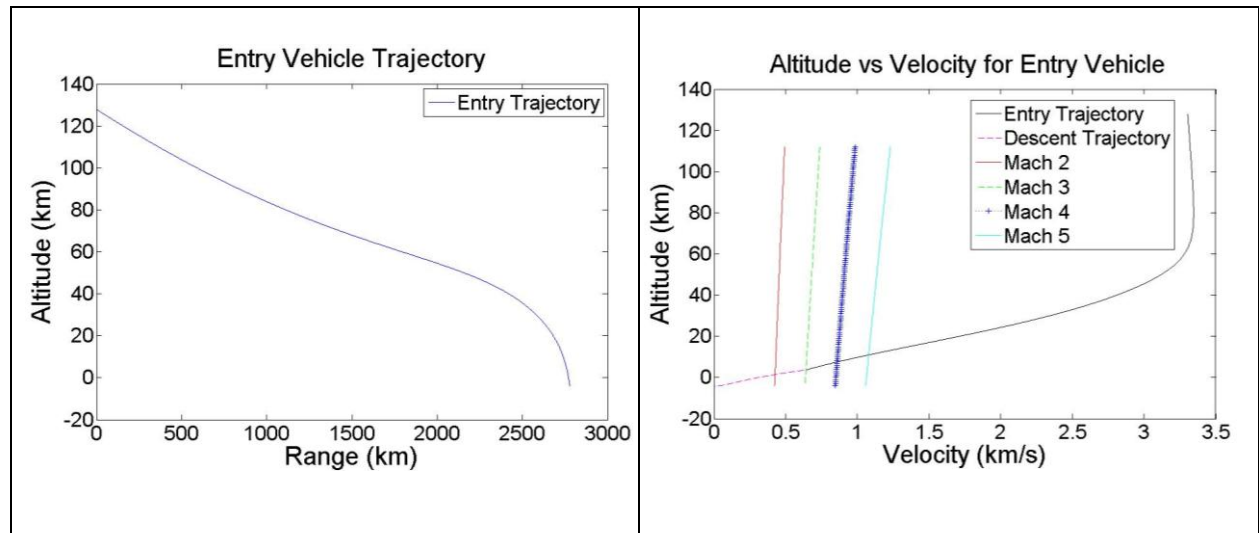 Entry Vehicle Trajectory
140
120
100
80
60
40
20
0
-20
Altitude (km)
Entry Trajectory
0 500 1000 1500 2000 2500 3000
Range (km)
Altitude vs Velocity for Entry Vehicle
140
120
100
80
60
40
20
0
-20
Altitude (km)
Entry Trajectory
Descent Trajectory
Mach 2
Mach 3
Mach 4
Mach 5
0 0.5 1 1.5 2 2.5 3 3.5
Velocity (km/s)